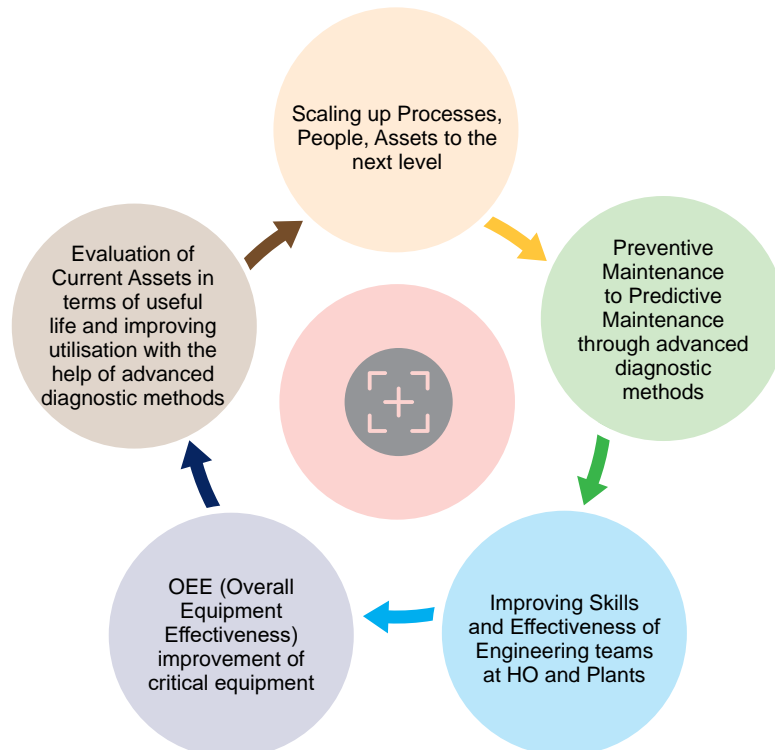 Scaling up Processes,
People, Assets to the
next level
Preventive
Maintenance
to Predictive
Maintenance
through advanced
diagnostic
methods
Improving Skills
and Effectiveness of
Engineering teams
at HO and Plants
OEE (Overall
Equipment
Effectiveness)
improvement of
critical equipment
Evaluation of
Current Assets in
terms of useful
life and improving
utilisation with the
help of advanced
diagnostic methods